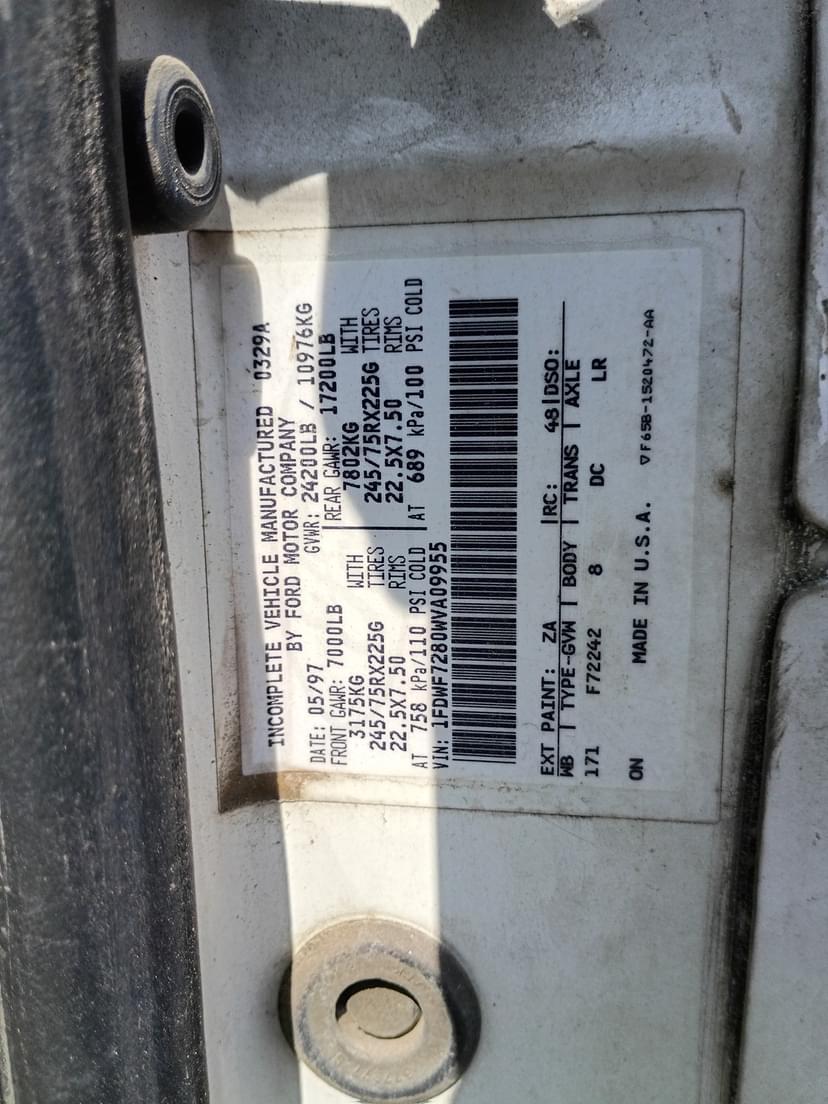 INCOMPLETE VEHICLE MANUFACTURED 0329A
BY FORD MOTOR COMPANY
DATE: 05/97 GVWR: 24200LB / 10976KG
FRONT GAWR: 7000LB REAR GAWR: 17200LB
3175KG WITH 7802KG WITH
245/75RX225G TIRES 245/75RX225G TIRES
22.5X7.50 RIMS 22.5X7.50 RIMS
AT 758 kPa/110 PSI COLD AT 689 kPa/100 PSI COLD
VIN: 1FDWF7280WVA09955
EXT PAINT: ZA RC: 48 DSO:
WB TYPE-GVW BODY TRANS AXLE
171 F72242 8 DC LR
ON MADE IN U.S.A. ▽F65B-1520472-AA